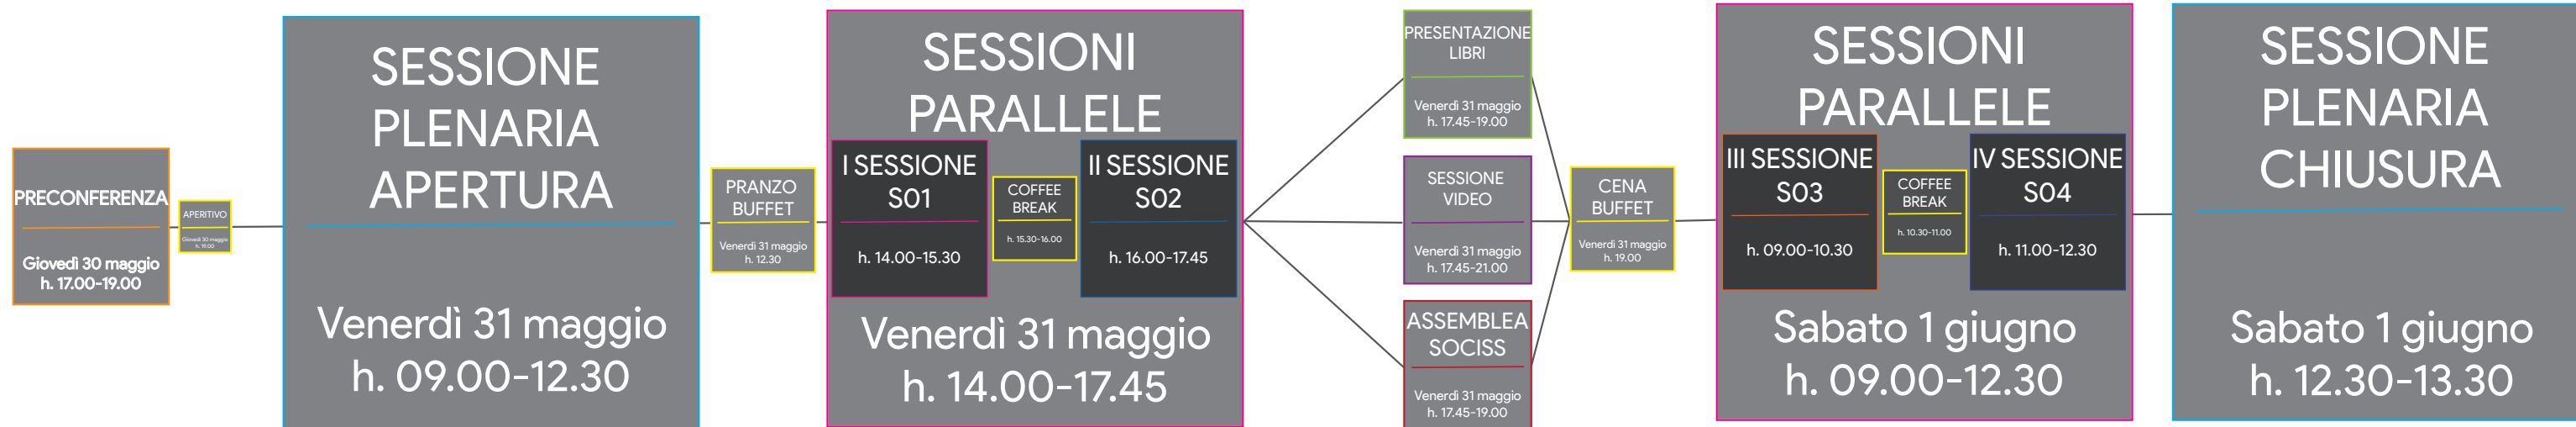 PRECONFERENZA
Giovedì 30 maggio
h. 17.00-19.00
APERITIVO
Giovedì 30 maggio
h. 19.00
SESSIONE
PLENARIA
APERTURA
Venerdì 31 maggio
h. 09.00-12.30
PRANZO
BUFFET
Venerdì 31 maggio
h. 12.30
SESSIONI
PARALLELE
I SESSIONE
S01
h. 14.00-15.30
COFFEE
BREAK
h. 15.30-16.00
II SESSIONE
S02
h. 16.00-17.45
Venerdì 31 maggio
h. 14.00-17.45
PRESENTAZIONE
LIBRI
Venerdì 31 maggio
h. 17.45-19.00
SESSIONE
VIDEO
Venerdì 31 maggio
h. 17.45-21.00
ASSEMBLEA
SOCISS
Venerdì 31 maggio
h. 17.45-19.00
CENA
BUFFET
Venerdì 31 maggio
h. 19.00
SESSIONI
PARALLELE
III SESSIONE
S03
h. 09.00-10.30
COFFEE
BREAK
h. 10.30-11.00
IV SESSIONE
S04
h. 11.00-12.30
Sabato 1 giugno
h. 09.00-12.30
SESSIONE
PLENARIA
CHIUSURA
Sabato 1 giugno
h. 12.30-13.30